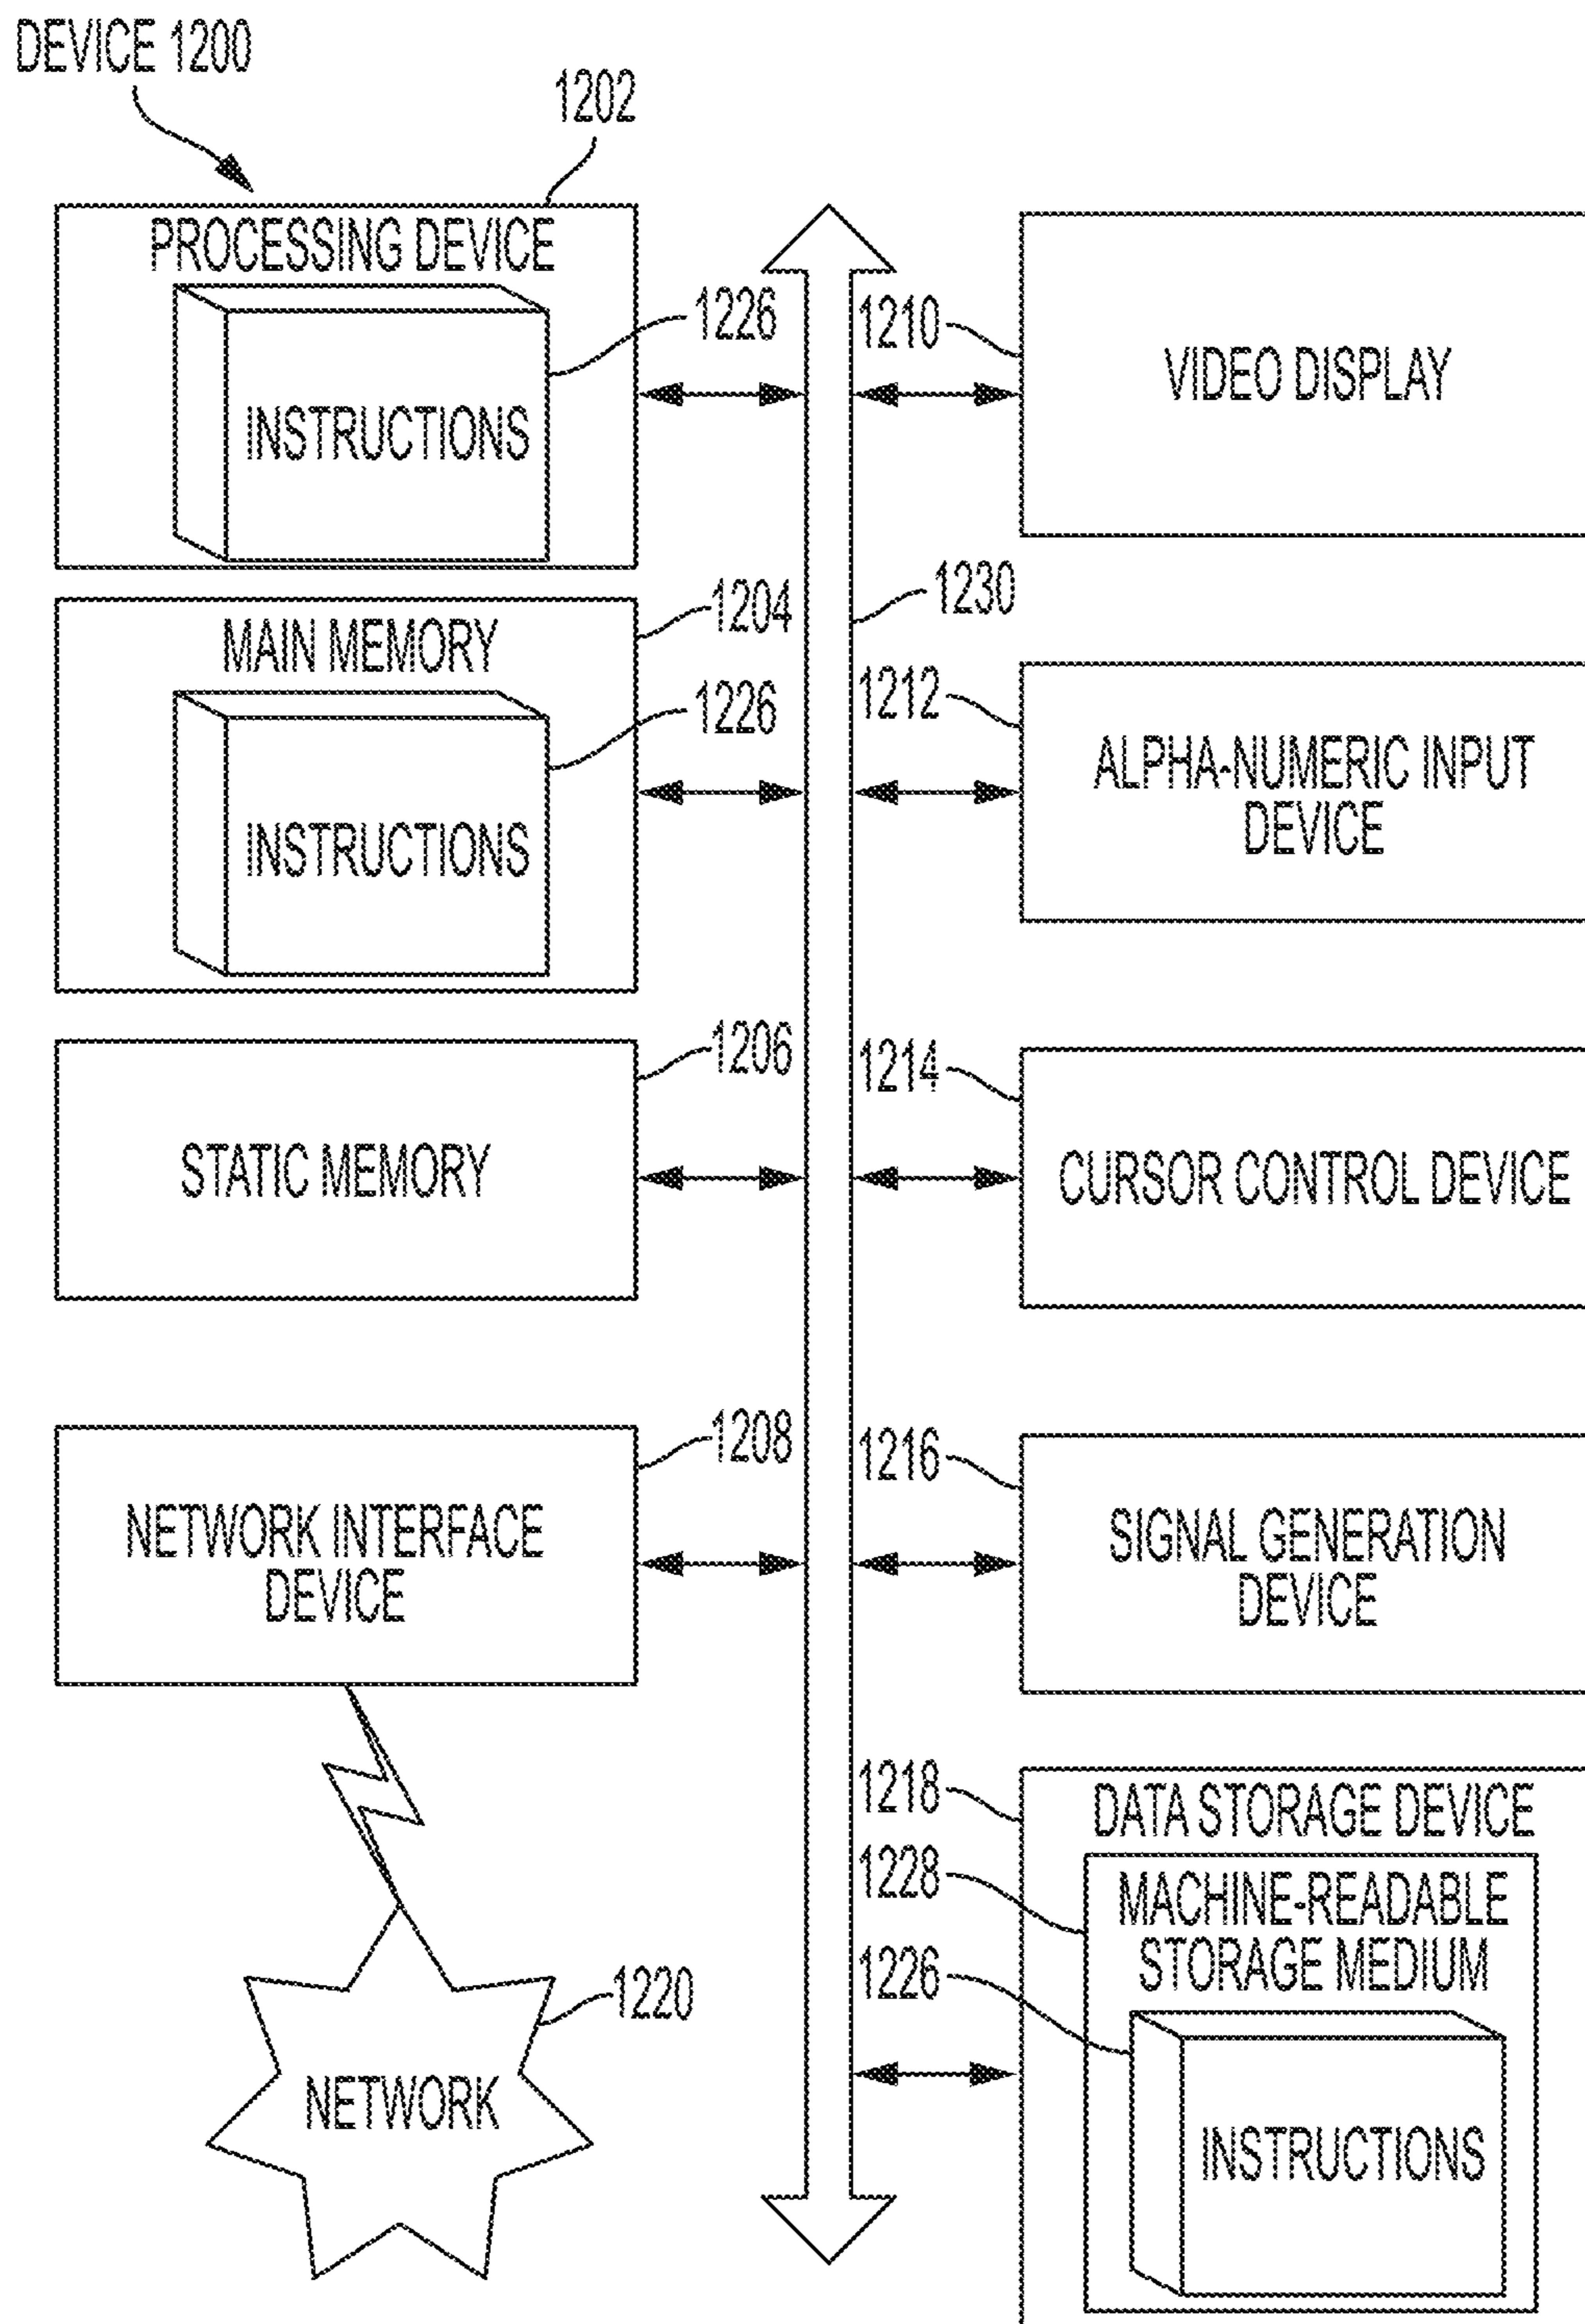 DEVICE 1200
1202
PROCESSING DEVICE
1226
INSTRUCTIONS
1204
MAIN MEMORY
1226
INSTRUCTIONS
1206
STATIC MEMORY
1208
NETWORK INTERFACE
DEVICE
1220
NETWORK
1230
1210
VIDEO DISPLAY
1212
ALPHA-NUMERIC INPUT
DEVICE
1214
CURSOR CONTROL DEVICE
1216
SIGNAL GENERATION
DEVICE
1218
DATA STORAGE DEVICE
1228
MACHINE-READABLE
STORAGE MEDIUM
1226
INSTRUCTIONS